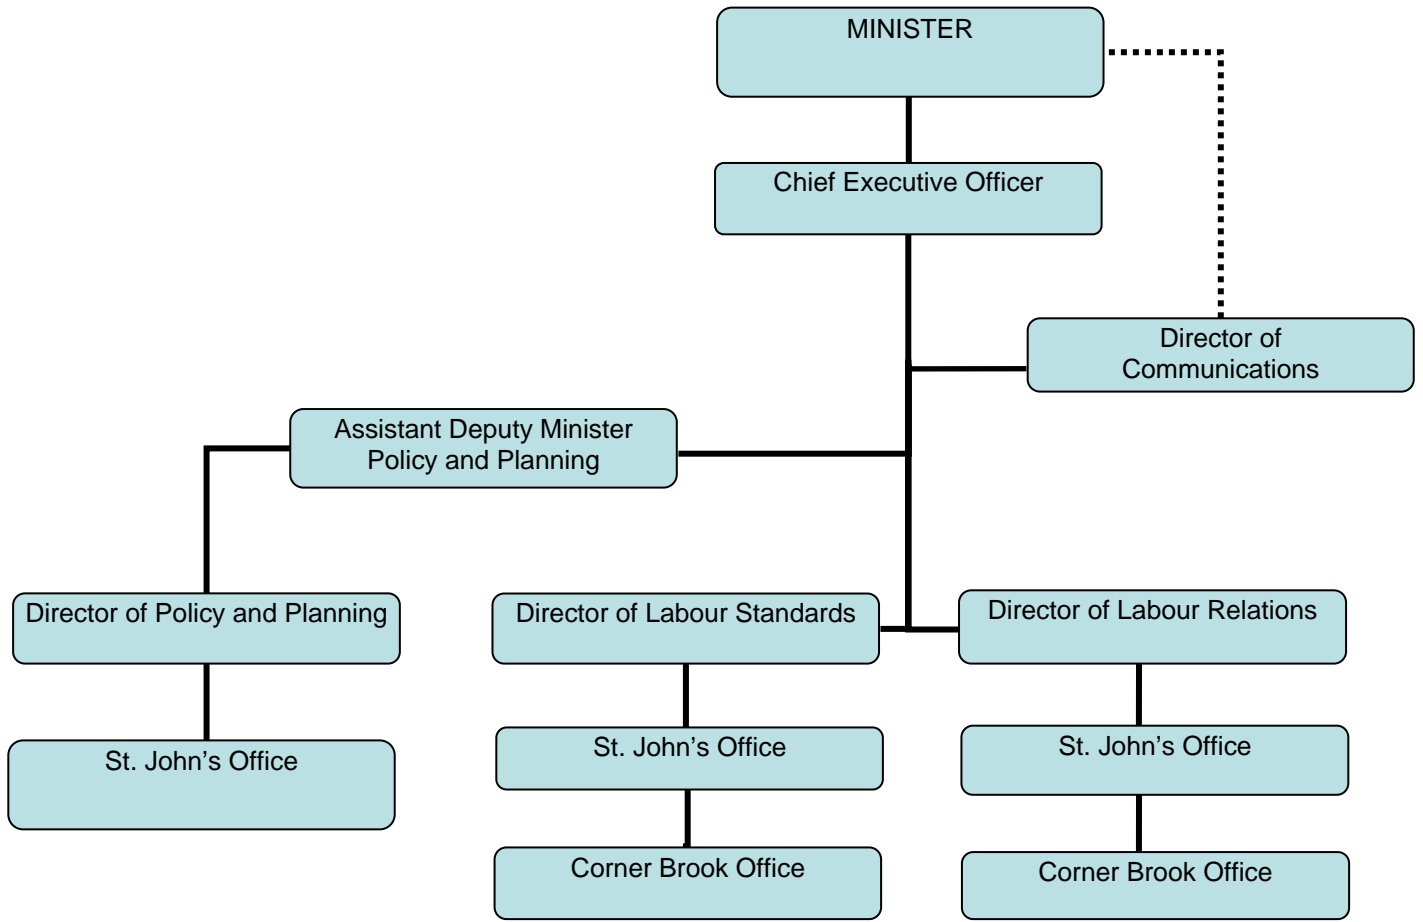 MINISTER
Chief Executive Officer
Director of
Communications
Assistant Deputy Minister
Policy and Planning
Director of Policy and Planning
Director of Labour Standards
Director of Labour Relations
St. John’s Office
St. John’s Office
St. John’s Office
Corner Brook Office
Corner Brook Office